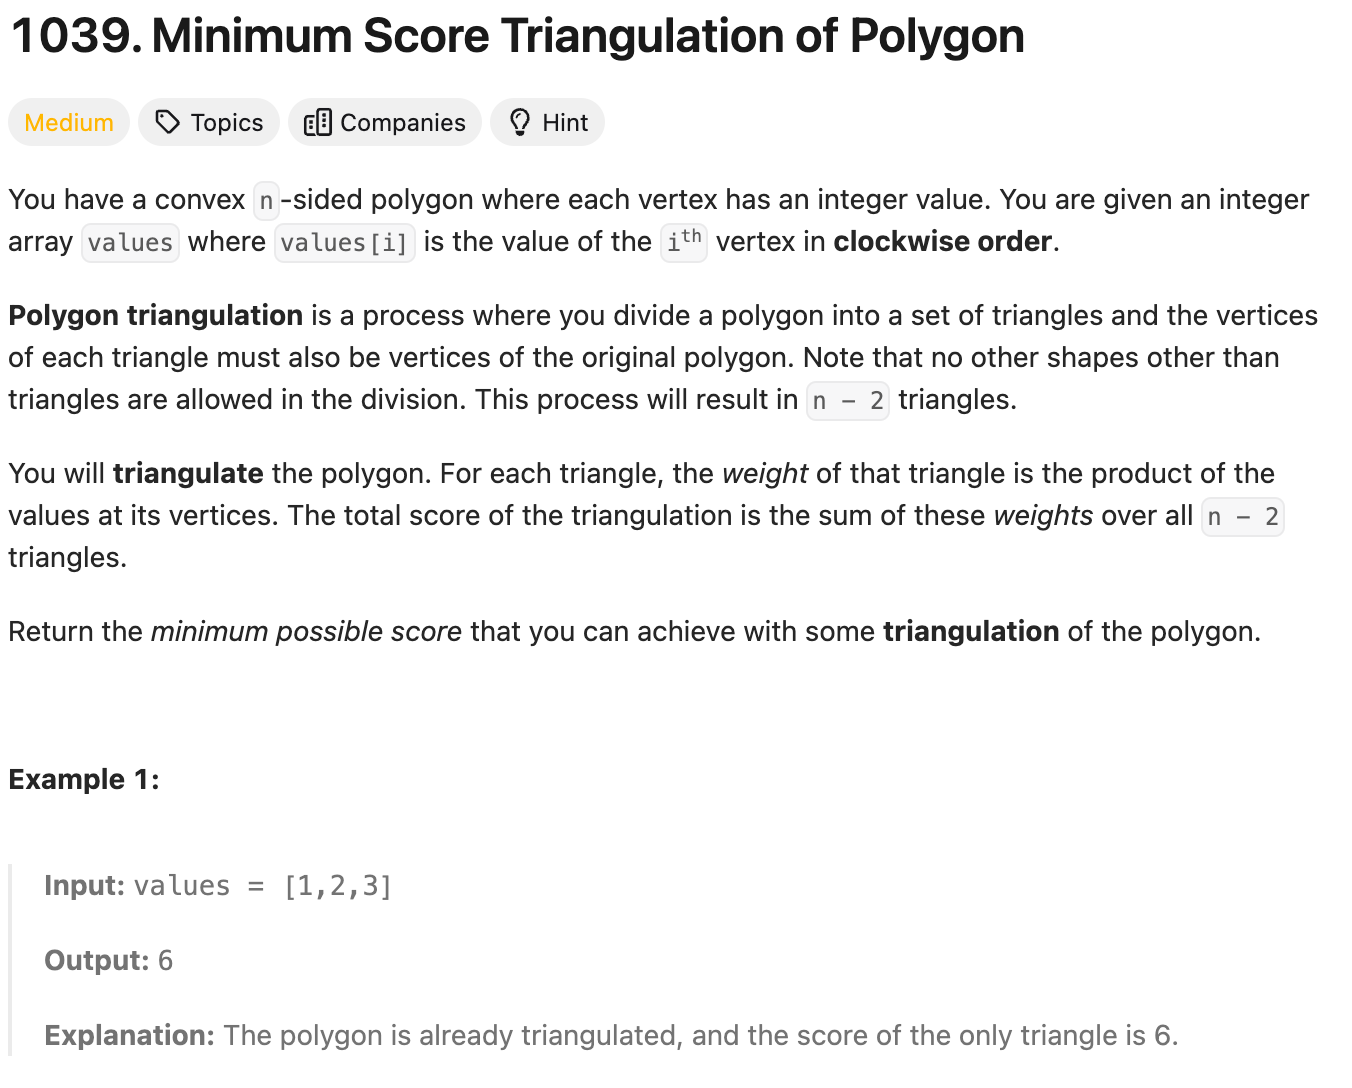 1039. Minimum Score Triangulation of Polygon
Medium Topics Companies Hint
You have a convex n-sided polygon where each vertex has an integer value. You are given an integer
array values where values[i] is the value of the ith vertex in clockwise order.
Polygon triangulation is a process where you divide a polygon into a set of triangles and the vertices
of each triangle must also be vertices of the original polygon. Note that no other shapes other than
triangles are allowed in the division. This process will result in n - 2 triangles.
You will triangulate the polygon. For each triangle, the weight of that triangle is the product of the
values at its vertices. The total score of the triangulation is the sum of these weights over all n - 2
triangles.
Return the minimum possible score that you can achieve with some triangulation of the polygon.
Example 1:
Input: values = [1,2,3]
Output: 6
Explanation: The polygon is already triangulated, and the score of the only triangle is 6.